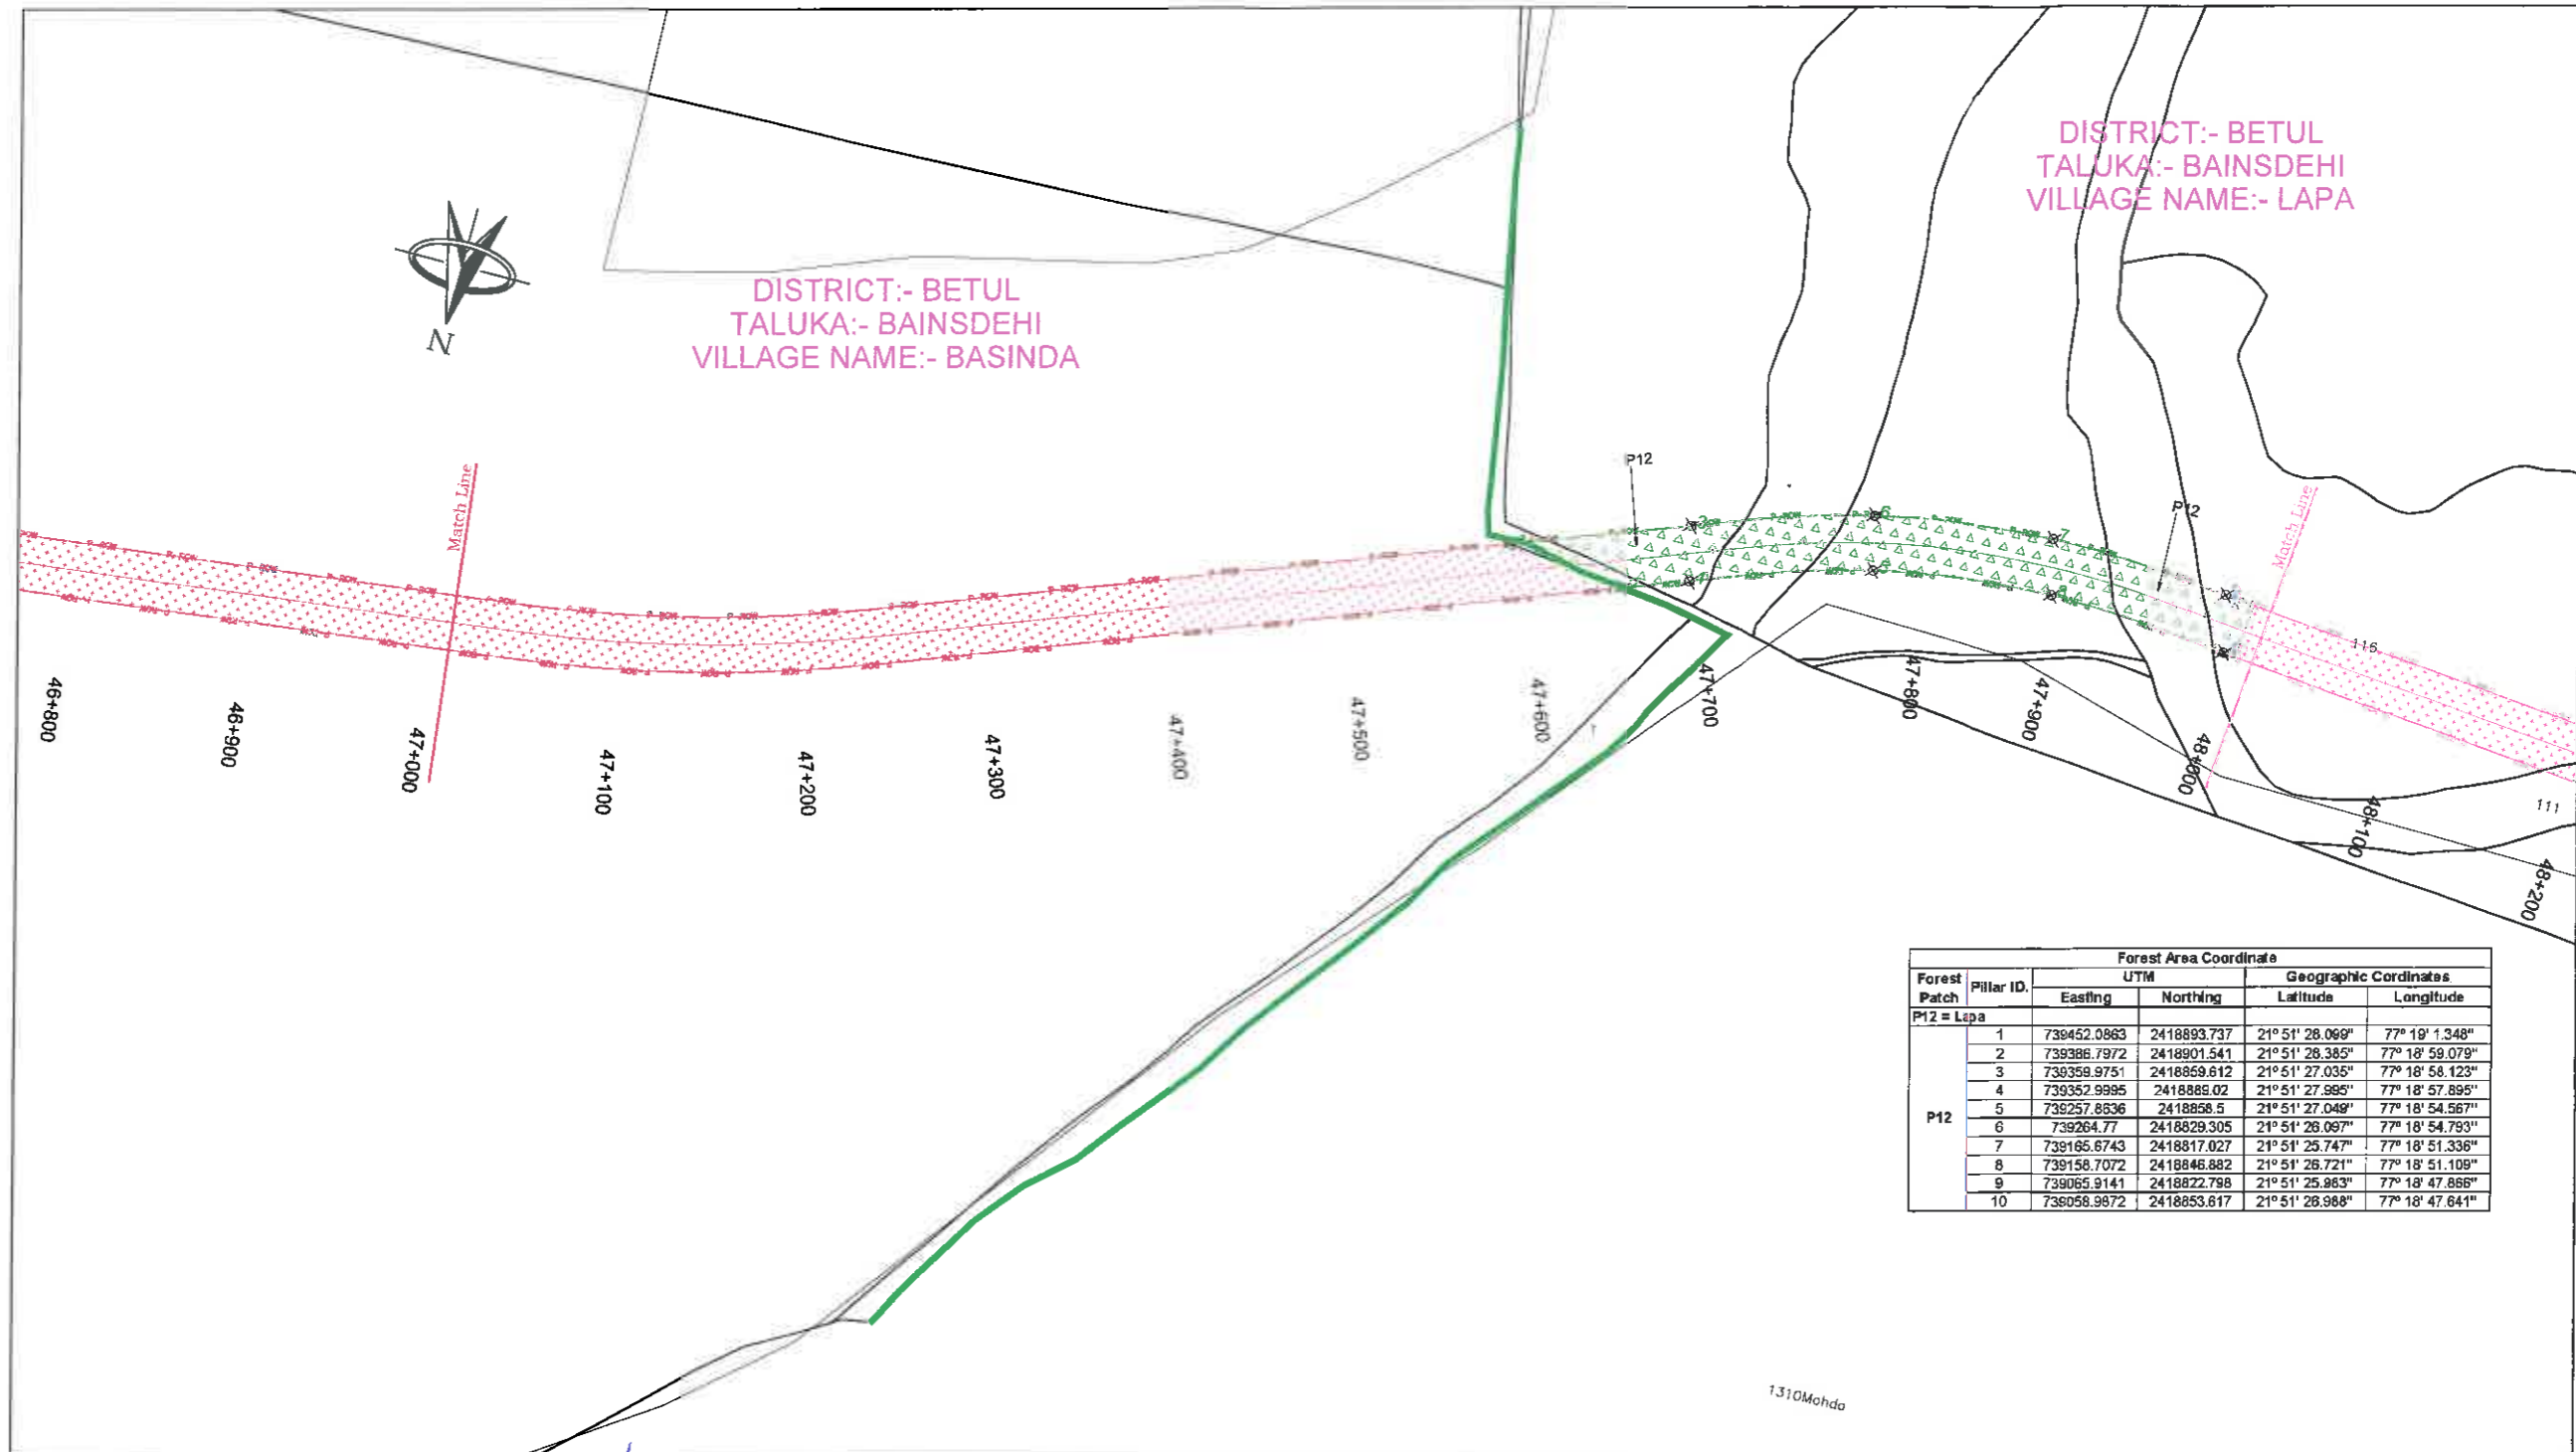 DISTRICT:- BETUL
TALUKA:- BAINSDEHI
VILLAGE NAME:- LAPA
N
DISTRICT:- BETUL
TALUKA:- BAINSDEHI
VILLAGE NAME:- BASINDA
Match Line
P12
3
6
7
P12
Match Line
4
5
8
116
46+800
46+900
47+000
47+100
47+200
47+300
47+400
47+500
47+600
47+700
47+800
47+900
48+000
48+100
48+200
111
Forest Area Coordinate
Forest Patch Pillar ID. UTM Geographic Cordinates
Easting Northing Latitude Longitude
P12 = Lapa
P12
1 739452.0863 2418893.737 21° 51' 28.099" 77° 19' 1.348"
2 739386.7972 2418901.541 21° 51' 28.385" 77° 18' 59.079"
3 739359.9751 2418859.612 21° 51' 27.035" 77° 18' 58.123"
4 739352.9995 2418889.02 21° 51' 27.995" 77° 18' 57.895"
5 739257.8636 2418858.5 21° 51' 27.049" 77° 18' 54.567"
6 739264.77 2418829.305 21° 51' 26.097" 77° 18' 54.793"
7 739165.6743 2418817.027 21° 51' 25.747" 77° 18' 51.336"
8 739158.7072 2418846.882 21° 51' 26.721" 77° 18' 51.109"
9 739065.9141 2418822.798 21° 51' 25.983" 77° 18' 47.866"
10 739058.9872 2418853.617 21° 51' 26.988" 77° 18' 47.641"
1310Mohda